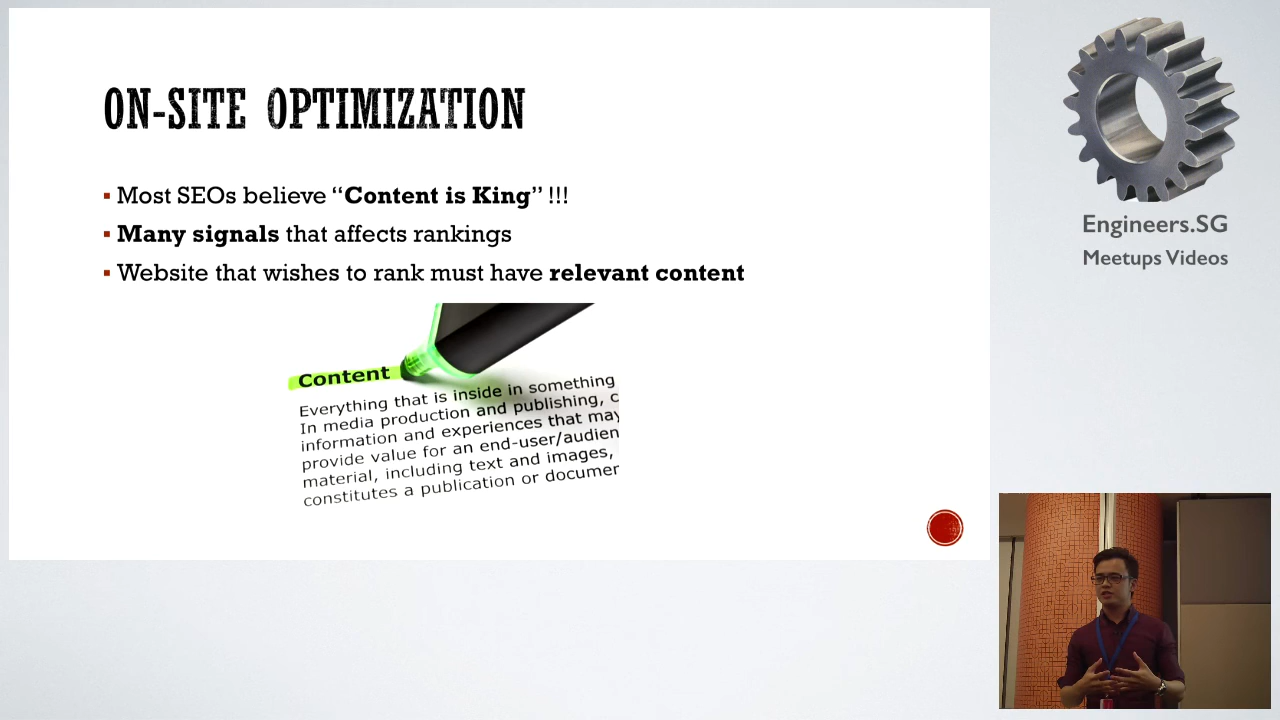 ON-SITE OPTIMIZATION
▪ Most SEOs believe “Content is King” !!!
▪ Many signals that affects rankings
▪ Website that wishes to rank must have relevant content
Content
Everything that is inside in something
In media production and publishing, c
information and experiences that may
provide value for an end-user/audien
material, including text and images,
constitutes a publication or documer
Engineers.SG
Meetups Videos